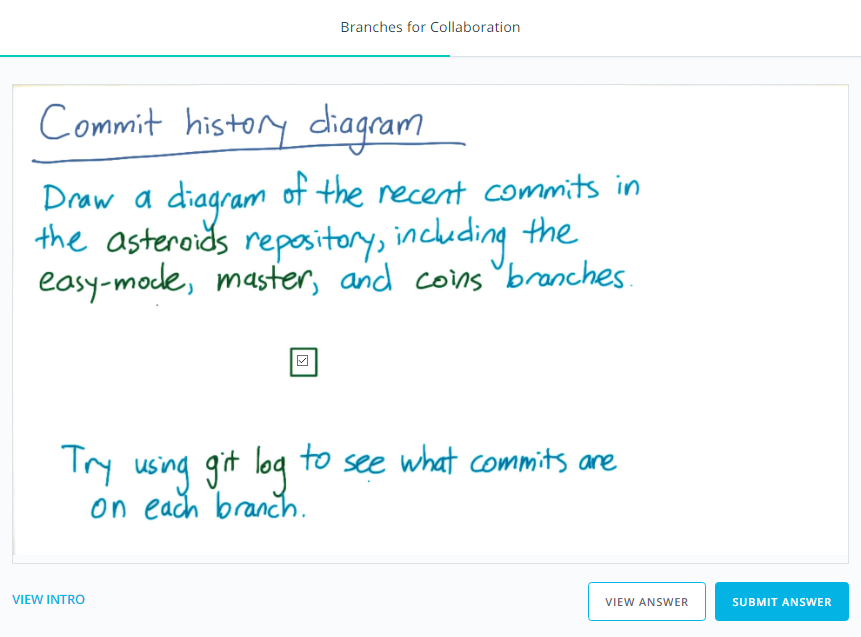 Branches for Collaboration
Commit history diagram
Draw a diagram of the recent commits in
the asteroids repository, including the
easy-mode, master, and coins branches.
Try using git log to see what commits are
on each branch.
VIEW INTRO
VIEW ANSWER
SUBMIT ANSWER